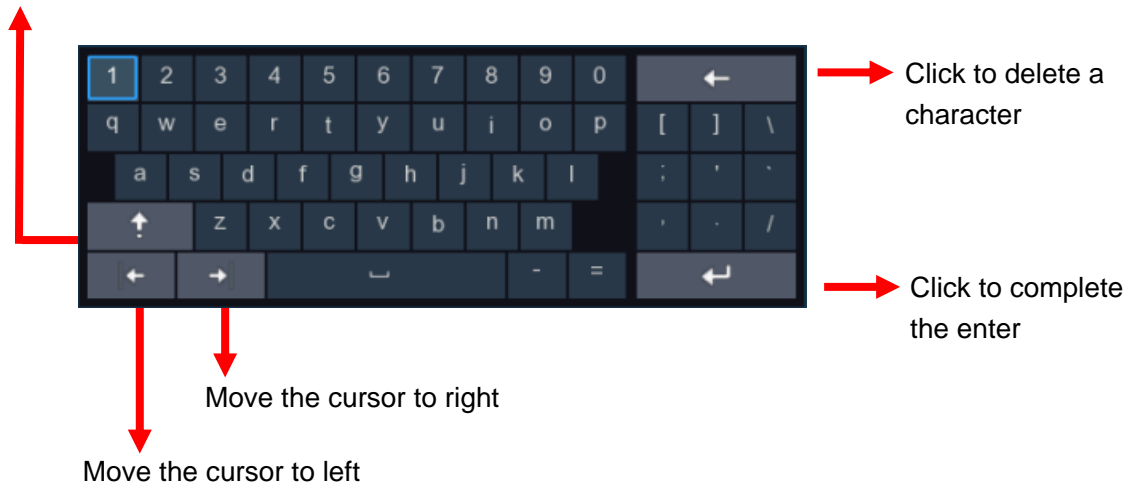 1 2 3 4 5 6 7 8 9 0
Click to delete a
character
q w e r t y u i o p [ ] \
a s d f g h j k l ; ' `
z x c v b n m , . /
- =
Click to complete
the enter
Move the cursor to right
Move the cursor to left